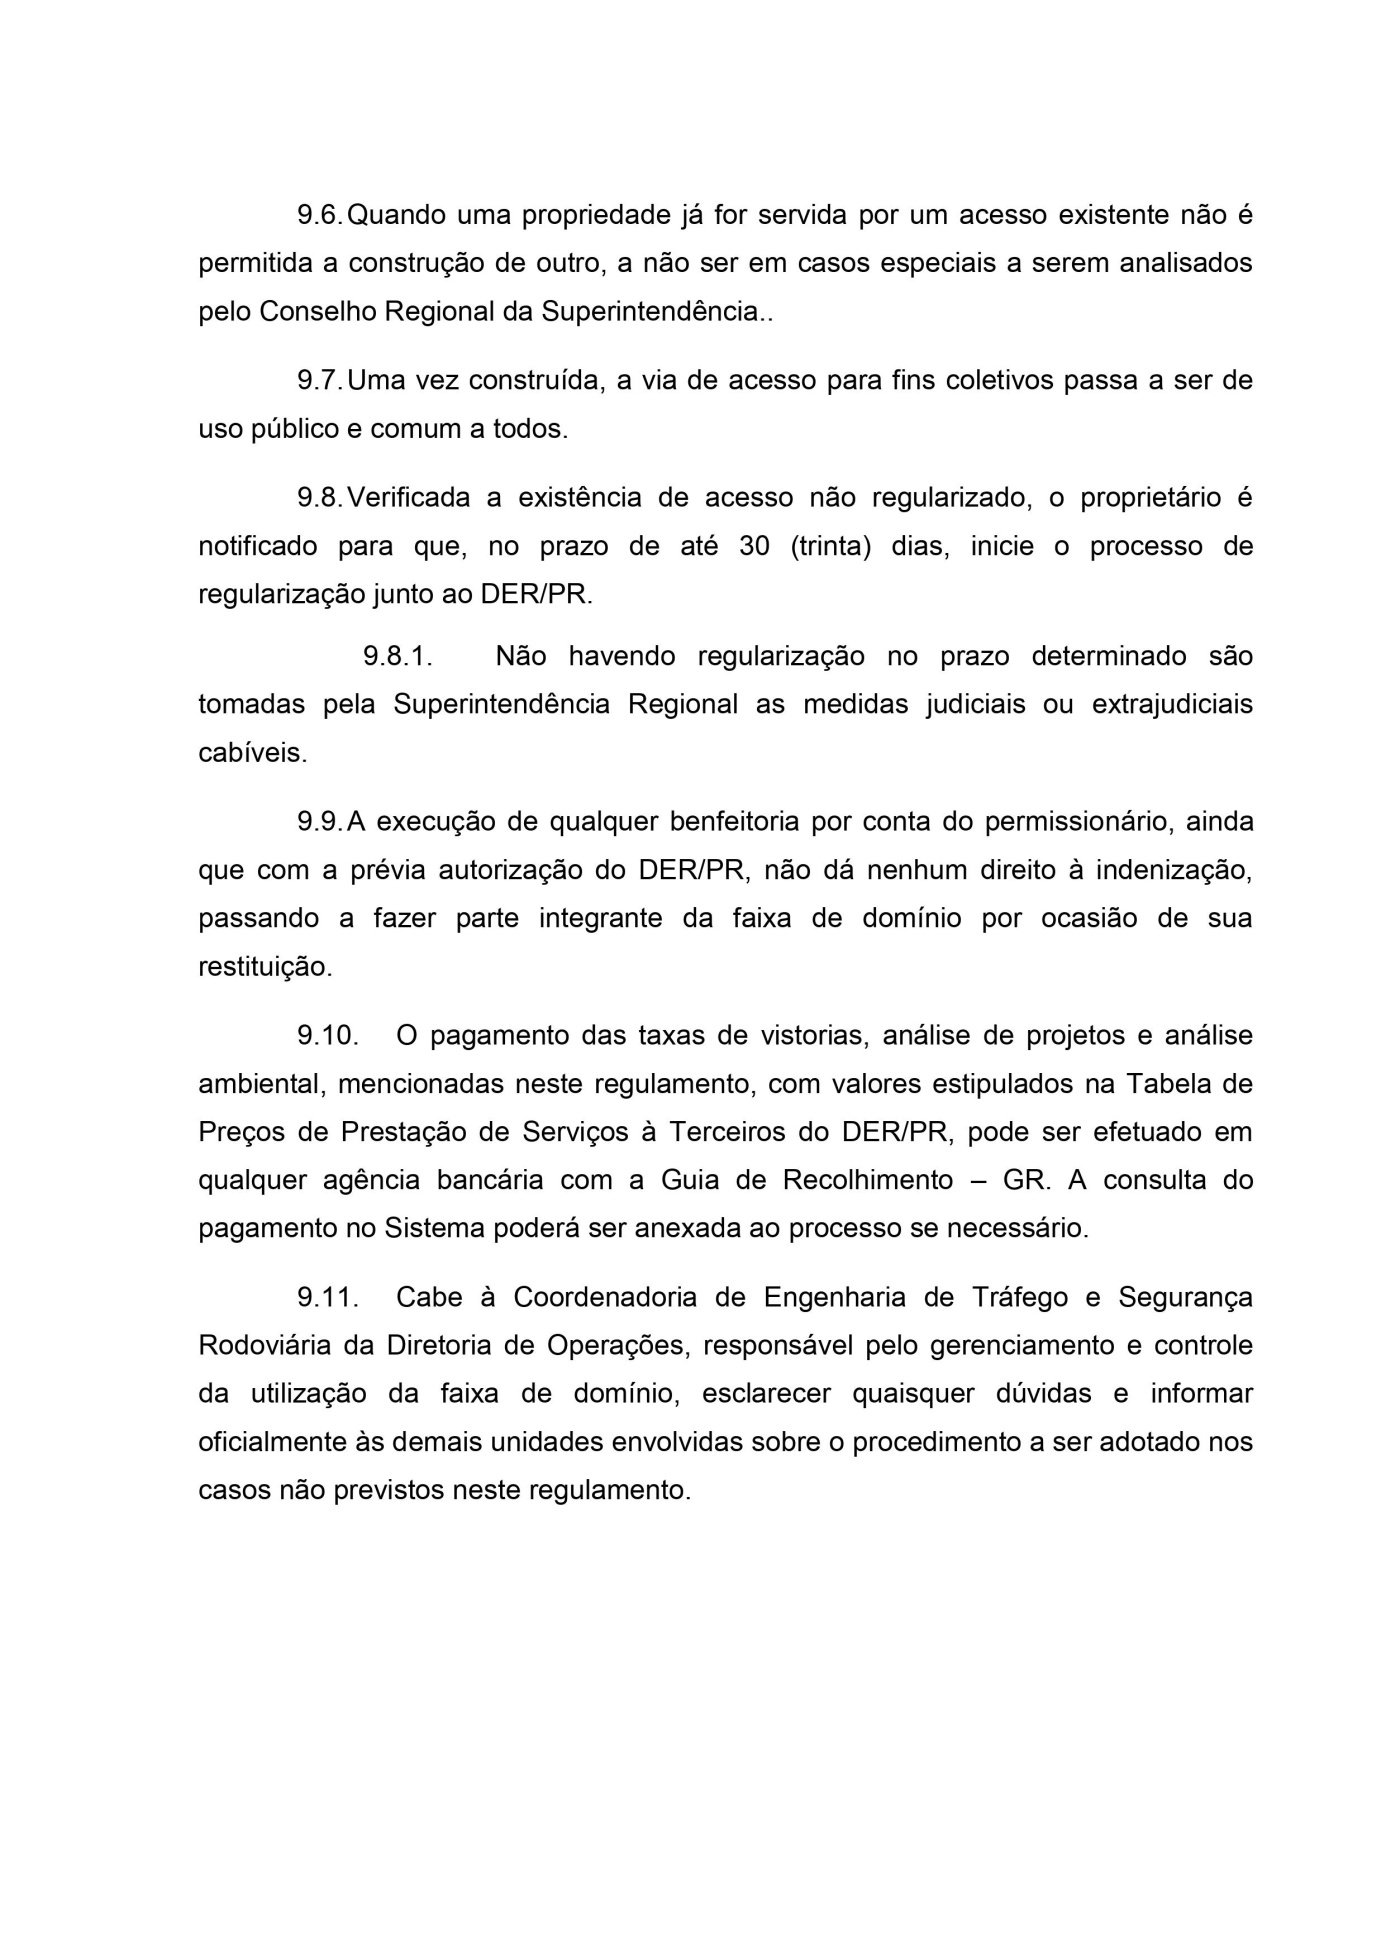 9.6. Quando uma propriedade já for servida por um acesso existente não é
permitida a construção de outro, a não ser em casos especiais a serem analisados
pelo Conselho Regional da Superintendência..
9.7. Uma vez construída, a via de acesso para fins coletivos passa a ser de
uso público e comum a todos.
9.8. Verificada a existência de acesso não regularizado, o proprietário é
notificado para que, no prazo de até 30 (trinta) dias, inicie o processo de
regularização junto ao DER/PR.
9.8.1. Não havendo regularização no prazo determinado são
tomadas pela Superintendência Regional as medidas judiciais ou extrajudiciais
cabíveis.
9.9. A execução de qualquer benfeitoria por conta do permissionário, ainda
que com a prévia autorização do DER/PR, não dá nenhum direito à indenização,
passando a fazer parte integrante da faixa de domínio por ocasião de sua
restituição.
9.10. O pagamento das taxas de vistorias, análise de projetos e análise
ambiental, mencionadas neste regulamento, com valores estipulados na Tabela de
Preços de Prestação de Serviços à Terceiros do DER/PR, pode ser efetuado em
qualquer agência bancária com a Guia de Recolhimento – GR. A consulta do
pagamento no Sistema poderá ser anexada ao processo se necessário.
9.11. Cabe à Coordenadoria de Engenharia de Tráfego e Segurança
Rodoviária da Diretoria de Operações, responsável pelo gerenciamento e controle
da utilização da faixa de domínio, esclarecer quaisquer dúvidas e informar
oficialmente às demais unidades envolvidas sobre o procedimento a ser adotado nos
casos não previstos neste regulamento.